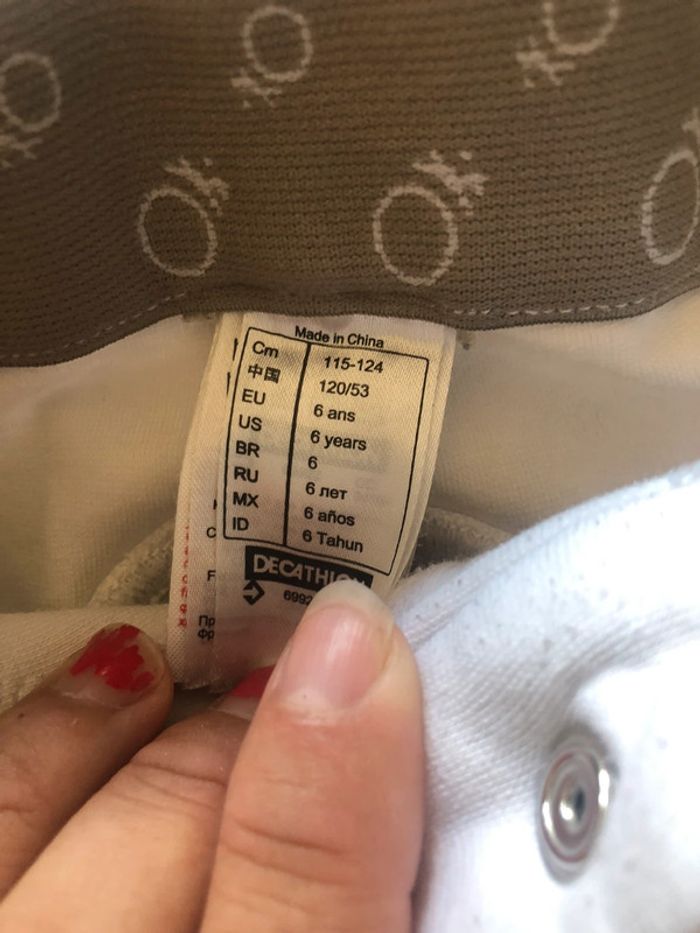 Made in China
Cm 115-124
中国 120/53
EU 6 ans
US 6 years
BR 6
RU 6 лет
MX 6 años
ID 6 Tahun
DECATHLON
6992